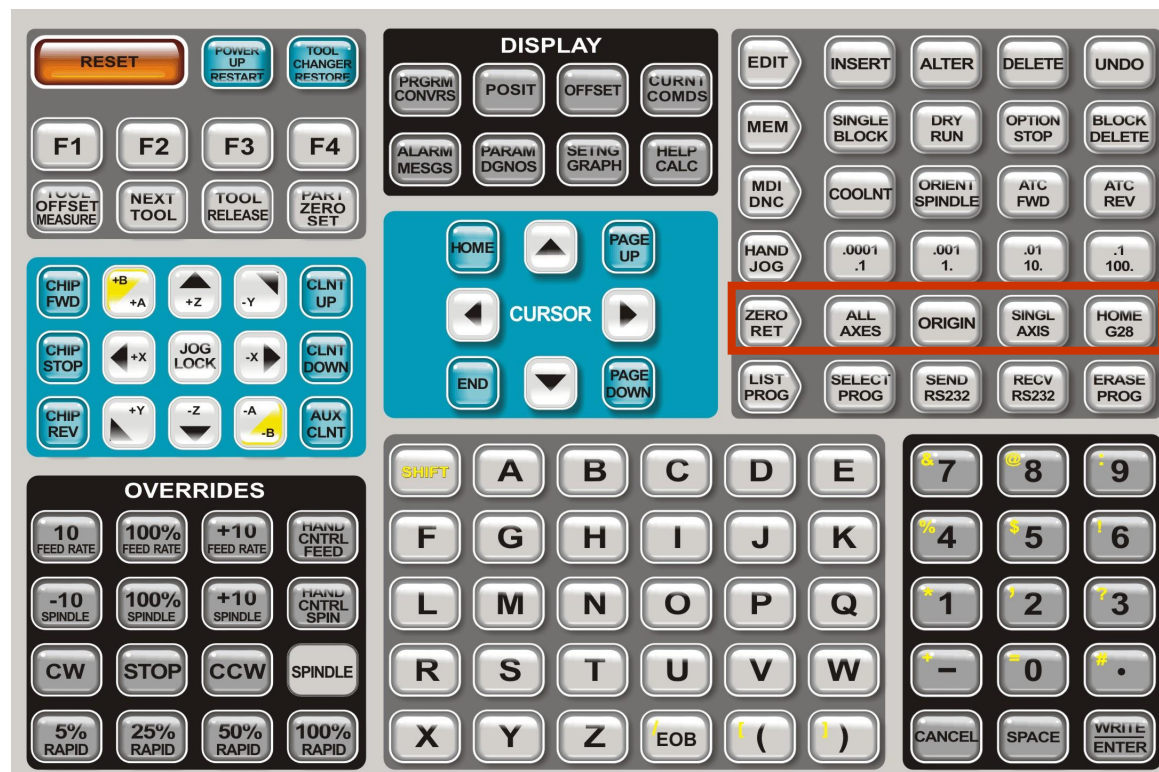 RESET
POWER
UP
RESTART
TOOL
CHANGER
RESTORE
F1
F2
F3
F4
TOOL
OFFSET
MEASURE
NEXT
TOOL
TOOL
RELEASE
PART
ZERO
SET
CHIP
FWD
+B
+A
+Z
-Y
CLNT
UP
CHIP
STOP
+X
JOG
LOCK
-X
CLNT
DOWN
CHIP
REV
+Y
-Z
-A
-B
AUX
CLNT
OVERRIDES
10
FEED RATE
100%
FEED RATE
+10
FEED RATE
HAND
CNTRL
FEED
-10
SPINDLE
100%
SPINDLE
+10
SPINDLE
HAND
CNTRL
SPIN
CW
STOP
CCW
SPINDLE
5%
RAPID
25%
RAPID
50%
RAPID
100%
RAPID
DISPLAY
PRGRM
CONVRS
POSIT
OFFSET
CURNT
COMDS
ALARM
MESGS
PARAM
DGNOS
SETNG
GRAPH
HELP
CALC
HOME
PAGE
UP
CURSOR
END
PAGE
DOWN
EDIT
INSERT
ALTER
DELETE
UNDO
MEM
SINGLE
BLOCK
DRY
RUN
OPTION
STOP
BLOCK
DELETE
MDI
DNC
COOLNT
ORIENT
SPINDLE
ATC
FWD
ATC
REV
HAND
JOG
.0001
.1
.001
1.
.01
10.
.1
100.
ZERO
RET
ALL
AXES
ORIGIN
SINGL
AXIS
HOME
G28
LIST
PROG
SELECT
PROG
SEND
RS232
RECV
RS232
ERASE
PROG
SHIFT
A
B
C
D
E
F
G
H
I
J
K
L
M
N
O
P
Q
R
S
T
U
V
W
X
Y
Z
/
EOB
[
(
]
)
&
7
@
8
:
9
%
4
$
5
!
6
*
1
,
2
?
3
+
-
=
0
#
.
CANCEL
SPACE
WRITE
ENTER